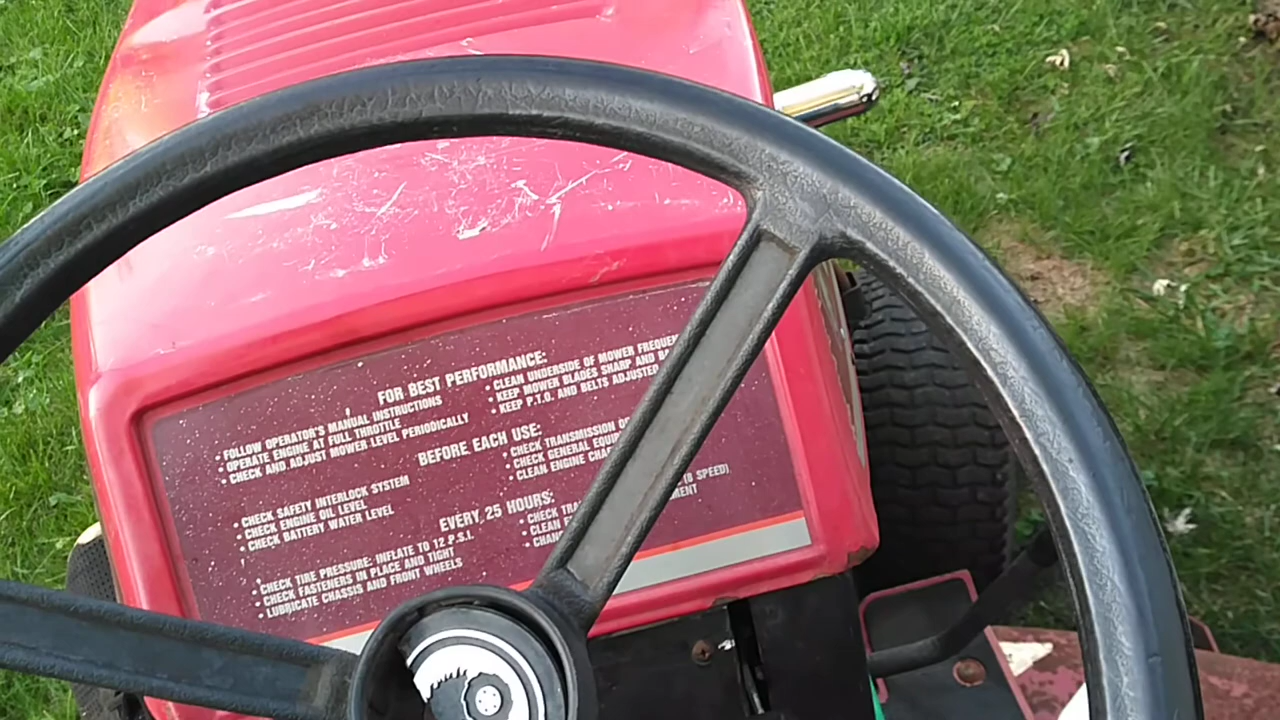 FOR BEST PERFORMANCE:
• FOLLOW OPERATOR'S MANUAL INSTRUCTIONS
• OPERATE ENGINE AT FULL THROTTLE
• CHECK AND ADJUST MOWER LEVEL PERIODICALLY
• CLEAN UNDERSIDE OF MOWER
• KEEP MOWER BLADES SHARP AND
• KEEP P.T.O. AND BELTS ADJUSTED
BEFORE EACH USE:
• CHECK SAFETY INTERLOCK SYSTEM
• CHECK ENGINE OIL LEVEL
• CHECK BATTERY WATER LEVEL
• CHECK TRANSMISSION
• CHECK GENERAL
• CLEAN ENGINE
EVERY 25 HOURS:
• CHECK TIRE PRESSURE: INFLATE TO 12 P.S.I.
• CHECK FASTENERS IN PLACE AND TIGHT
• LUBRICATE CHASSIS AND FRONT WHEELS
• CHECK (8 SPEED)
• CLEAN